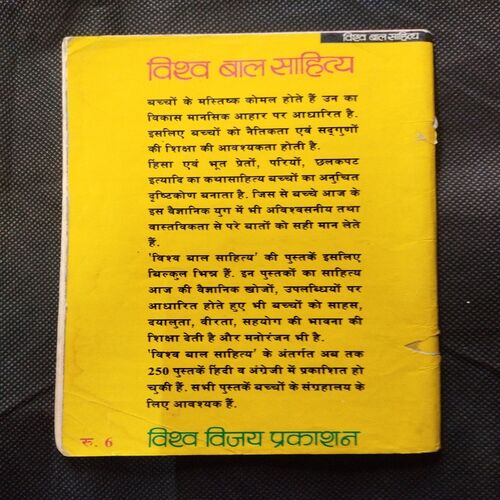 विश्व बाल साहित्य
विश्व बाल साहित्य
बच्चों के मस्तिष्क कोमल होते हैं उन का
विकास मानसिक आहार पर आधारित है.
इसलिए बच्चों को नैतिकता एवं सद्‌गुणों
की शिक्षा की आवश्यकता होती है.
हिंसा एवं भूत प्रेतों, परियों, छलकपट
इत्यादि का कथासाहित्य बच्चों का अनुचित
दृष्टिकोण बनाता है. जिस से बच्चे आज के
इस वैज्ञानिक युग में भी अविश्वसनीय तथा
वास्तविकता से परे बातों को सही मान लेते
हैं.
'विश्व बाल साहित्य' की पुस्तकें इसलिए
बिल्कुल भिन्न हैं. इन पुस्तकों का साहित्य
आज की वैज्ञानिक खोजों, उपलब्धियों पर
आधारित होते हुए भी बच्चों को साहस,
दयालुता, वीरता, सहयोग की भावना की
शिक्षा देती है और मनोरंजन भी है.
'विश्व बाल साहित्य' के अंतर्गत अब तक
250 पुस्तकें हिंदी व अंग्रेजी में प्रकाशित हो
चुकी हैं. सभी पुस्तकें बच्चों के संग्रहालय के
लिए आवश्यक हैं.
रु. 6 विश्व विजय प्रकाशन